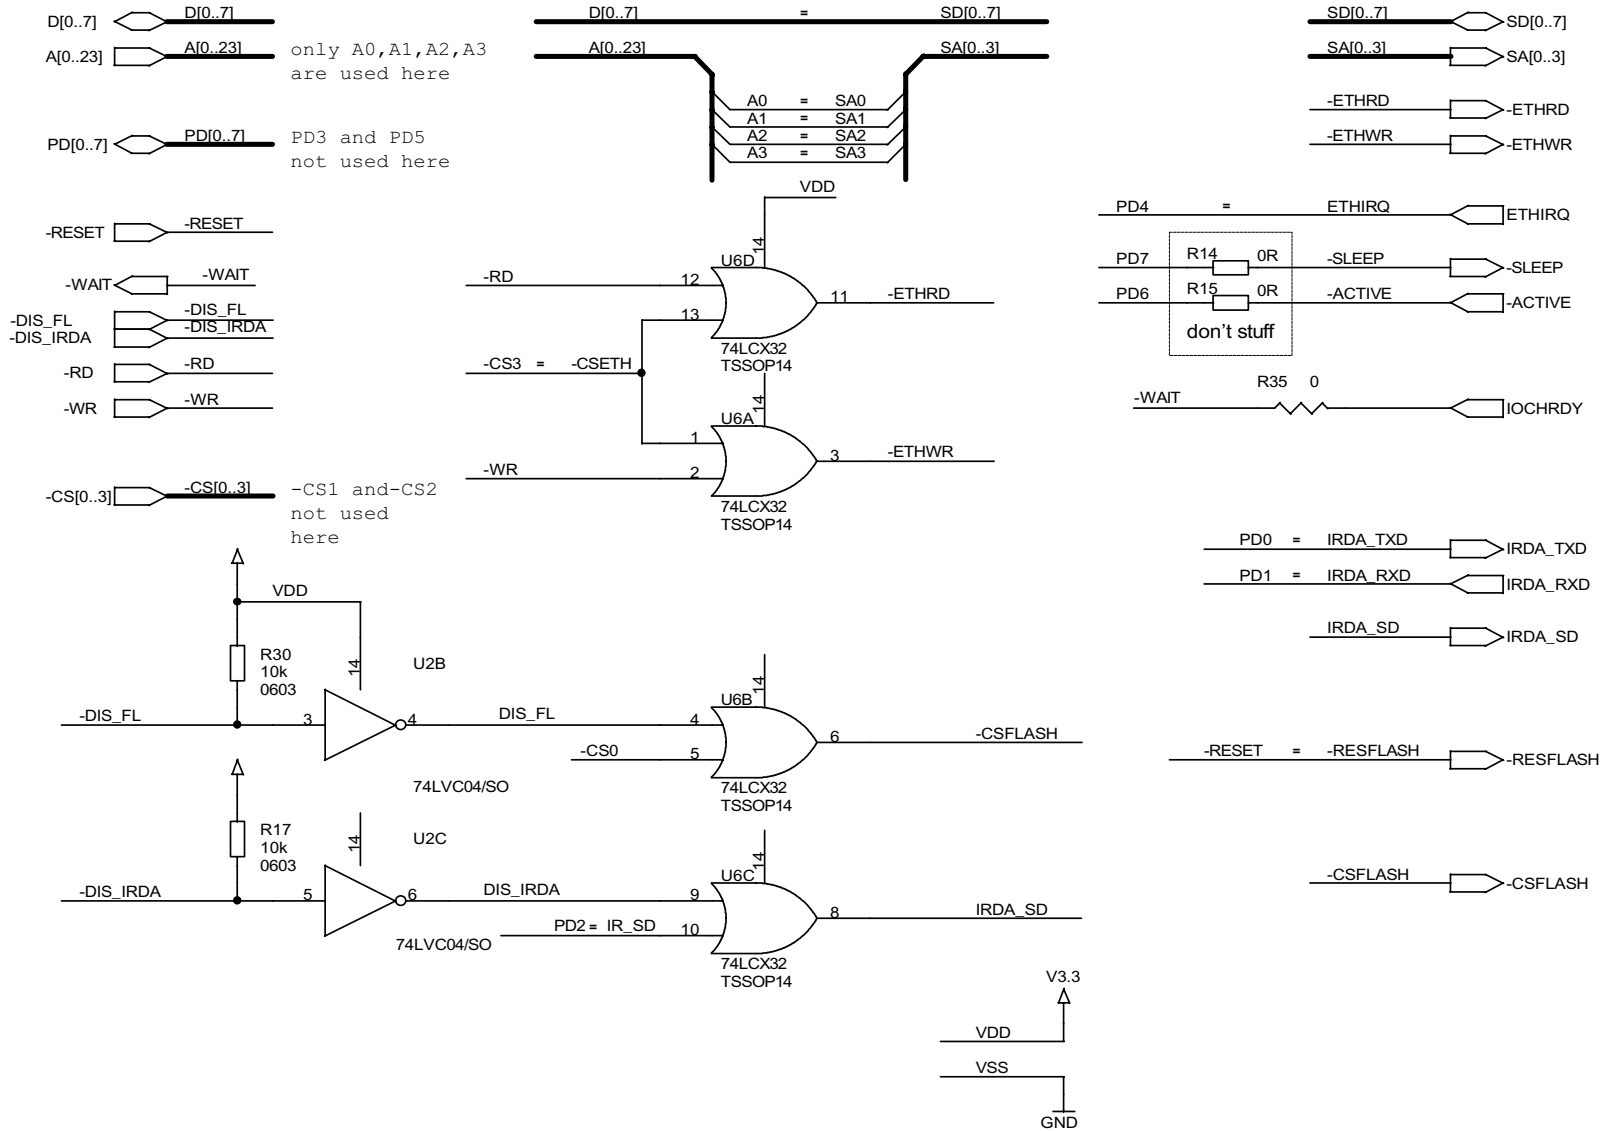 D[0..7] D[0..7] D[0..7] = SD[0..7] SD[0..7] SD[0..7]
A[0..23] A[0..23] only A0,A1,A2,A3 A[0..23] SA[0..3] SA[0..3] SA[0..3]
are used here
A0 = SA0 -ETHRD -ETHRD
A1 = SA1
PD[0..7] PD[0..7] PD3 and PD5 A2 = SA2 -ETHWR -ETHWR
not used here A3 = SA3
VDD
PD4 = ETHIRQ ETHIRQ
-RESET -RESET
14
U6D R14 0R
PD7 -SLEEP -SLEEP
-WAIT -WAIT -RD 12
R15 0R
11 -ETHRD PD6 -ACTIVE -ACTIVE
-DIS_FL -DIS_FL 13
-DIS_IRDA -DIS_IRDA don't stuff
74LCX32
-RD -RD -CS3 = -CSETH TSSOP14
R35 0
-WR -WR 14 -WAIT IOCHRDY
U6A
1
3 -ETHWR
-WR 2
-CS[0..3] -CS[0..3] -CS1 and-CS2 74LCX32
not used TSSOP14
here
PD0 = IRDA_TXD IRDA_TXD
PD1 = IRDA_RXD IRDA_RXD
VDD
IRDA_SD IRDA_SD
R30 14 U2B
10k
0603 14
U6B
-DIS_FL 3 4 DIS_FL 4
6 -CSFLASH
-CS0 5 -RESET = -RESFLASH -RESFLASH
74LVC04/SO 74LCX32
TSSOP14
R17 14 U2C
10k
0603 14
U6C -CSFLASH -CSFLASH
-DIS_IRDA 5 6 DIS_IRDA 9
8 IRDA_SD
PD2 = IR_SD 10
74LVC04/SO
74LCX32
TSSOP14
V3.3
VDD
VSS
GND